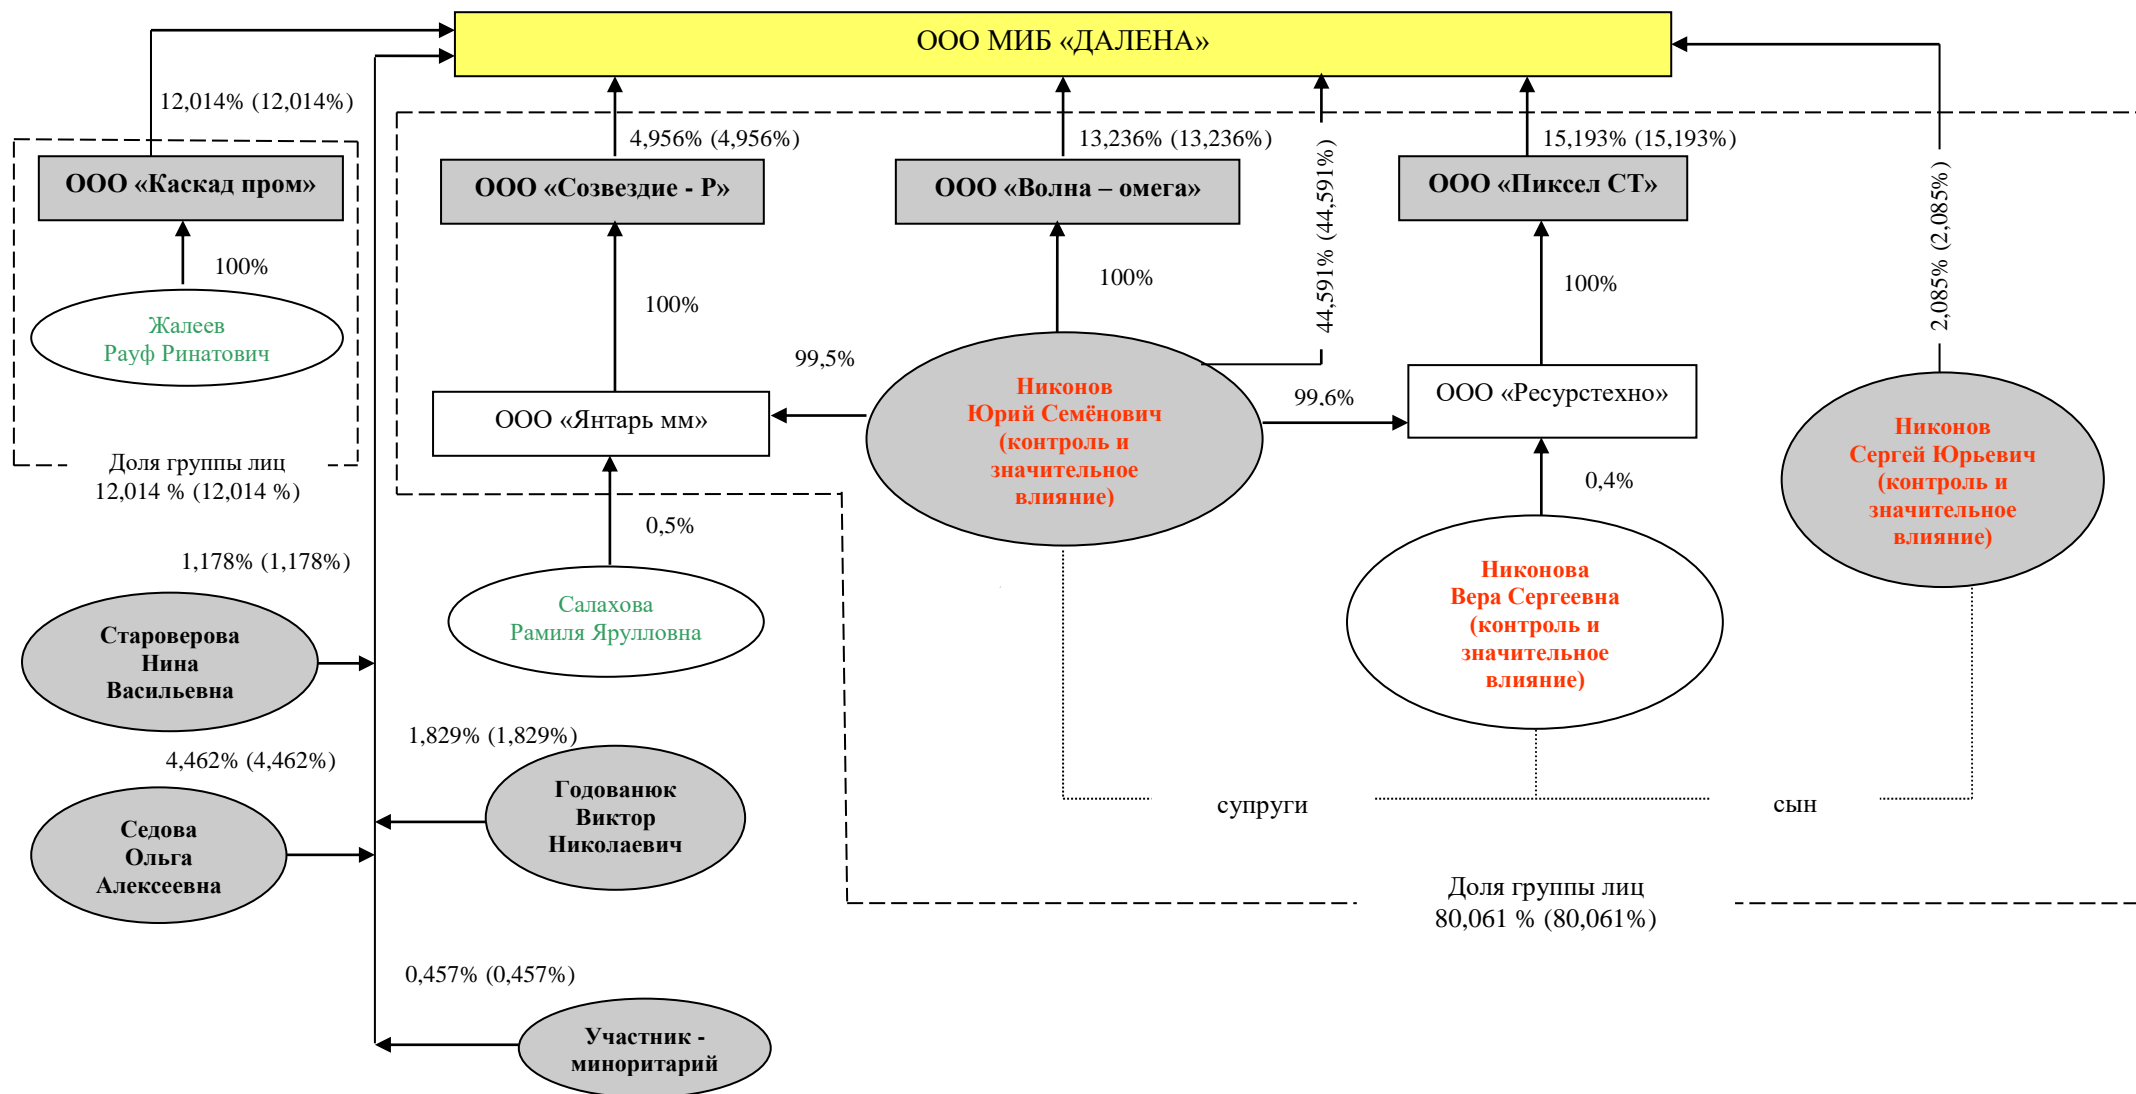 ООО МИБ «ДАЛЕНА»
12,014% (12,014%)
4,956% (4,956%)
13,236% (13,236%)
44,591% (44,591%)
15,193% (15,193%)
2,085% (2,085%)
ООО «Каскад пром»
ООО «Созвездие - Р»
ООО «Волна – омега»
ООО «Пиксел СТ»
100%
100%
100%
100%
Жалеев
Рауф Ринатович
99,5%
99,6%
ООО «Янтарь мм»
Никонов
Юрий Семёнович
(контроль и
значительное
влияние)
ООО «Ресурстехно»
Никонов
Сергей Юрьевич
(контроль и
значительное
влияние)
Доля группы лиц
12,014 % (12,014 %)
0,5%
0,4%
1,178% (1,178%)
Староверова
Нина
Васильевна
Салахова
Рамиля Ярулловна
Никонова
Вера Сергеевна
(контроль и
значительное
влияние)
4,462% (4,462%)
1,829% (1,829%)
Седова
Ольга
Алексеевна
Годованюк
Виктор
Николаевич
супруги
сын
Доля группы лиц
80,061 % (80,061%)
0,457% (0,457%)
Участник -
миноритарий